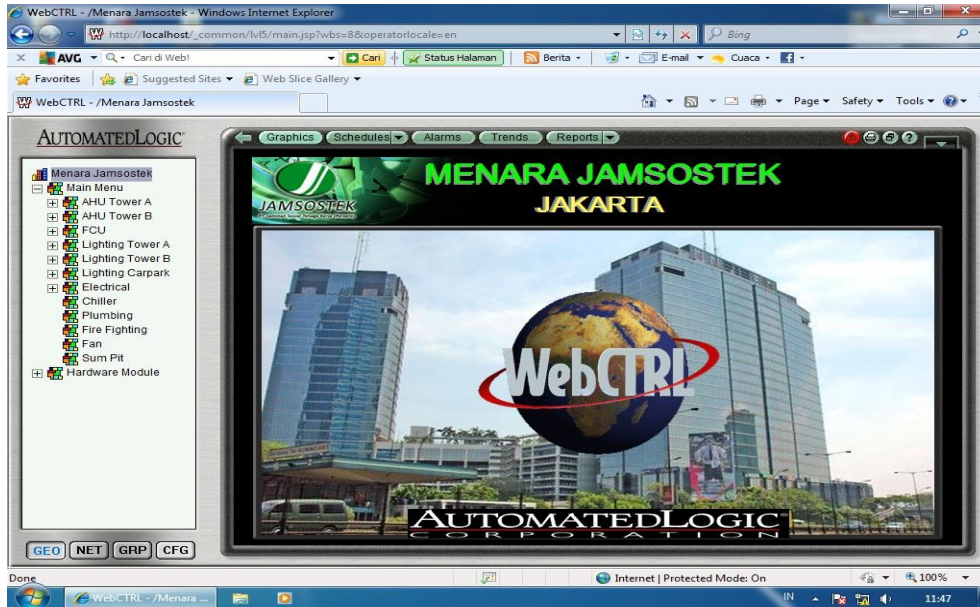 WebCTRL - /Menara Jamsostek - Windows Internet Explorer
http://localhost/_common/lvl5/main.jsp?wbs=8&operatorlocale=en
Bing
AVG Cari di Web! Cari Status Halaman Berita E-mail Cuaca
Favorites Suggested Sites Web Slice Gallery
WebCTRL - /Menara Jamsostek Page Safety Tools
AUTOMATEDLOGIC
Graphics Schedules Alarms Trends Reports
Menara Jamsostek
Main Menu
AHU Tower A
AHU Tower B
FCU
Lighting Tower A
Lighting Tower B
Lighting Carpark
Electrical
Chiller
Plumbing
Fire Fighting
Fan
Sum Pit
Hardware Module
GEO NET GRP CFG
JAMSOSTEK
MENARA JAMSOSTEK
JAKARTA
WebCTRL
AUTOMATEDLOGIC
CORPORATION
Done Internet | Protected Mode: On 100%
WebCTRL - /Menara ... IN 11:47